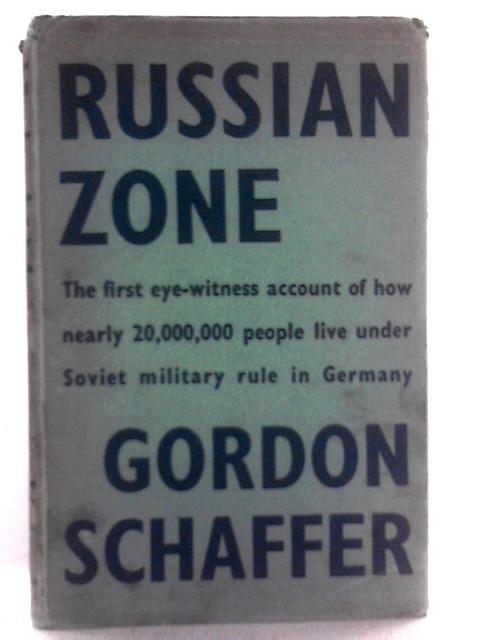 RUSSIAN
ZONE
The first eye-witness account of how
nearly 20,000,000 people live under
Soviet military rule in Germany
GORDON
SCHAFFER